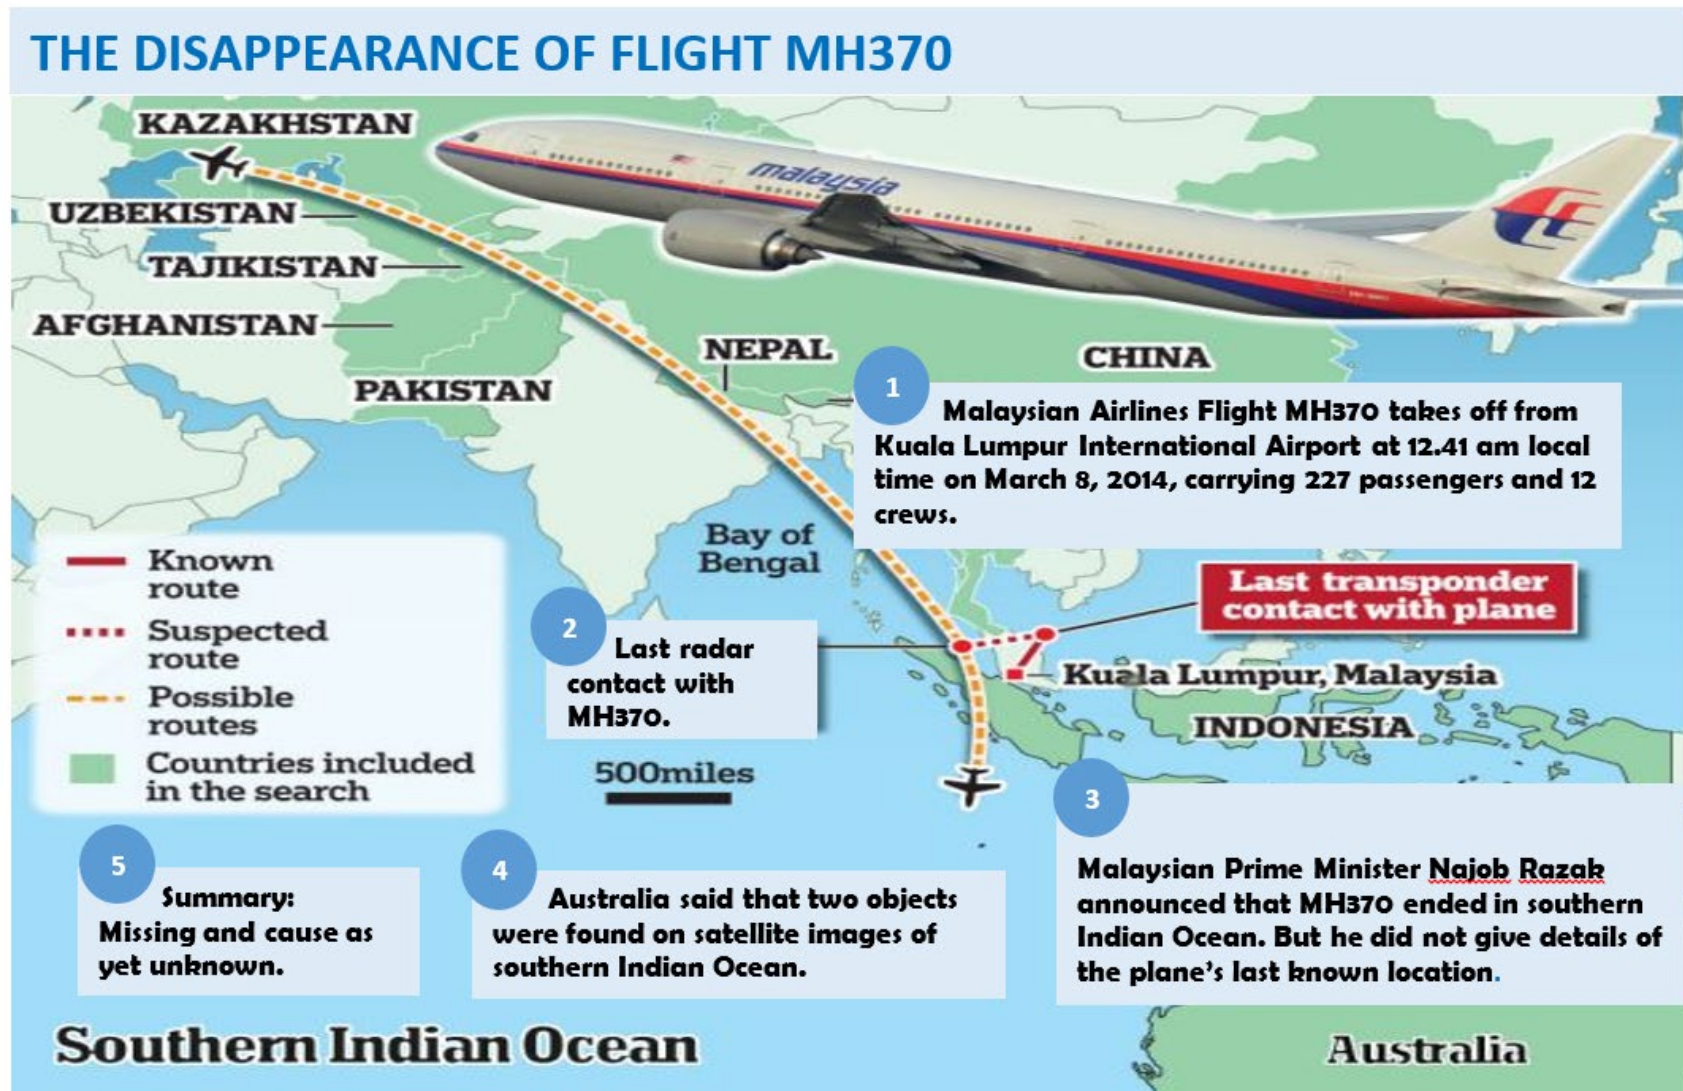 THE DISAPPEARANCE OF FLIGHT MH370
KAZAKHSTAN
malaysia
UZBEKISTAN
TAJIKISTAN
AFGHANISTAN
PAKISTAN
NEPAL
CHINA
1
Malaysian Airlines Flight MH370 takes off from
Kuala Lumpur International Airport at 12.41 am local
time on March 8, 2014, carrying 227 passengers and 12
crews.
Bay of
Bengal
Known
route
Suspected
route
Possible
routes
Countries included
in the search
Last transponder
contact with plane
2
Last radar
contact with
MH370.
Kuala Lumpur, Malaysia
INDONESIA
500miles
3
Malaysian Prime Minister Najob Razak
announced that MH370 ended in southern
Indian Ocean. But he did not give details of
the plane's last known location.
4
Australia said that two objects
were found on satellite images of
southern Indian Ocean.
5
Summary:
Missing and cause as
yet unknown.
Southern Indian Ocean
Australia